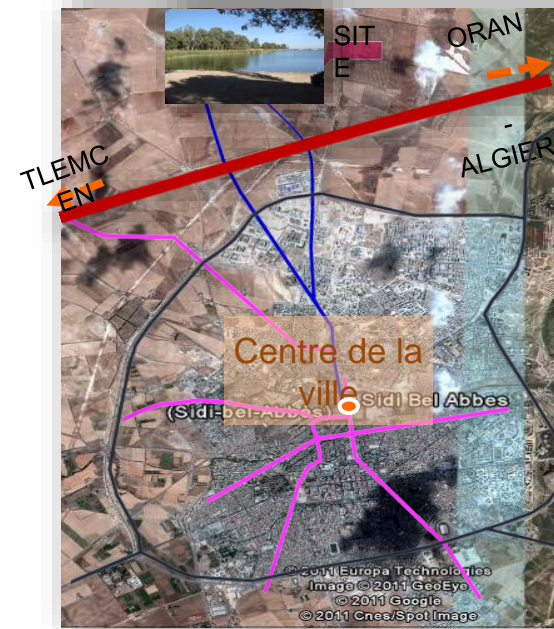 SIT
E
ORAN
-
ALGIER
TLEMC
EN
Centre de la
ville
Sidi Bel Abbes
(Sidi-bel-Abbes
© 2011 Europa Technologies
Image © 2011 GeoEye
© 2011 Google
© 2011 Cnes/Spot Image